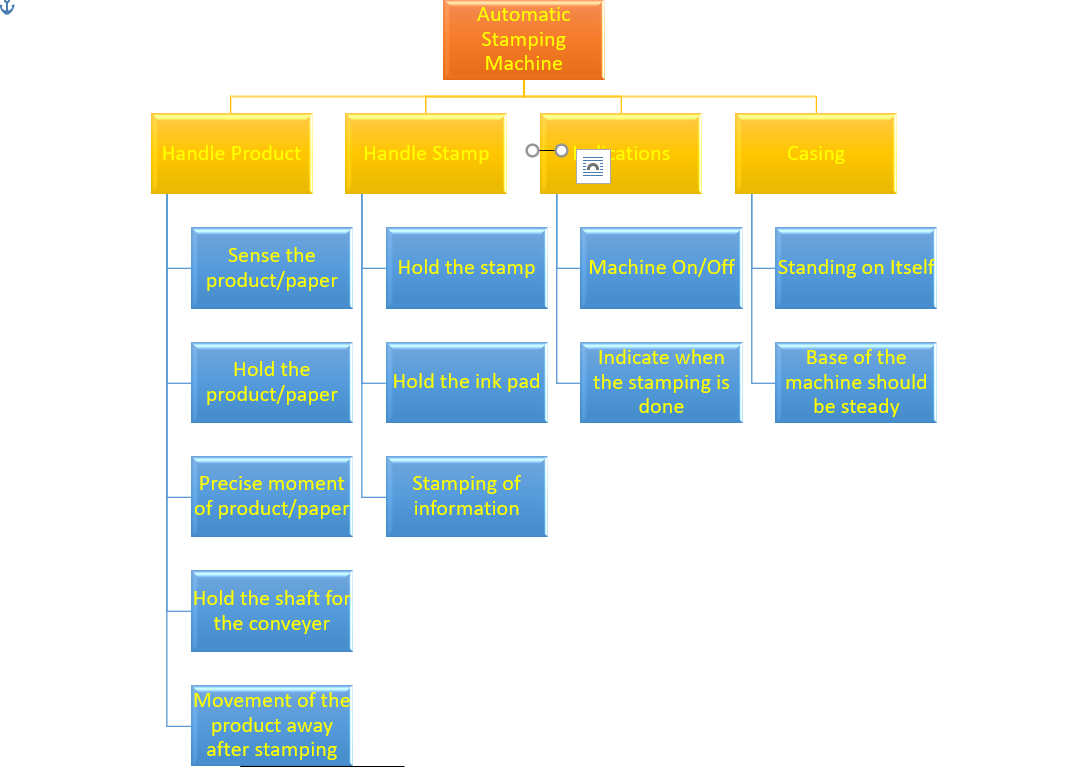 Automatic
Stamping
Machine
Handle Product
Handle Stamp
Casing
Sense the
product/paper
Hold the
product/paper
Precise moment
of product/paper
Hold the shaft for
the conveyer
Movement of the
product away
after stamping
Hold the stamp
Hold the ink pad
Stamping of
information
Machine On/Off
Indicate when
the stamping is
done
Standing on Itself
Base of the
machine should
be steady